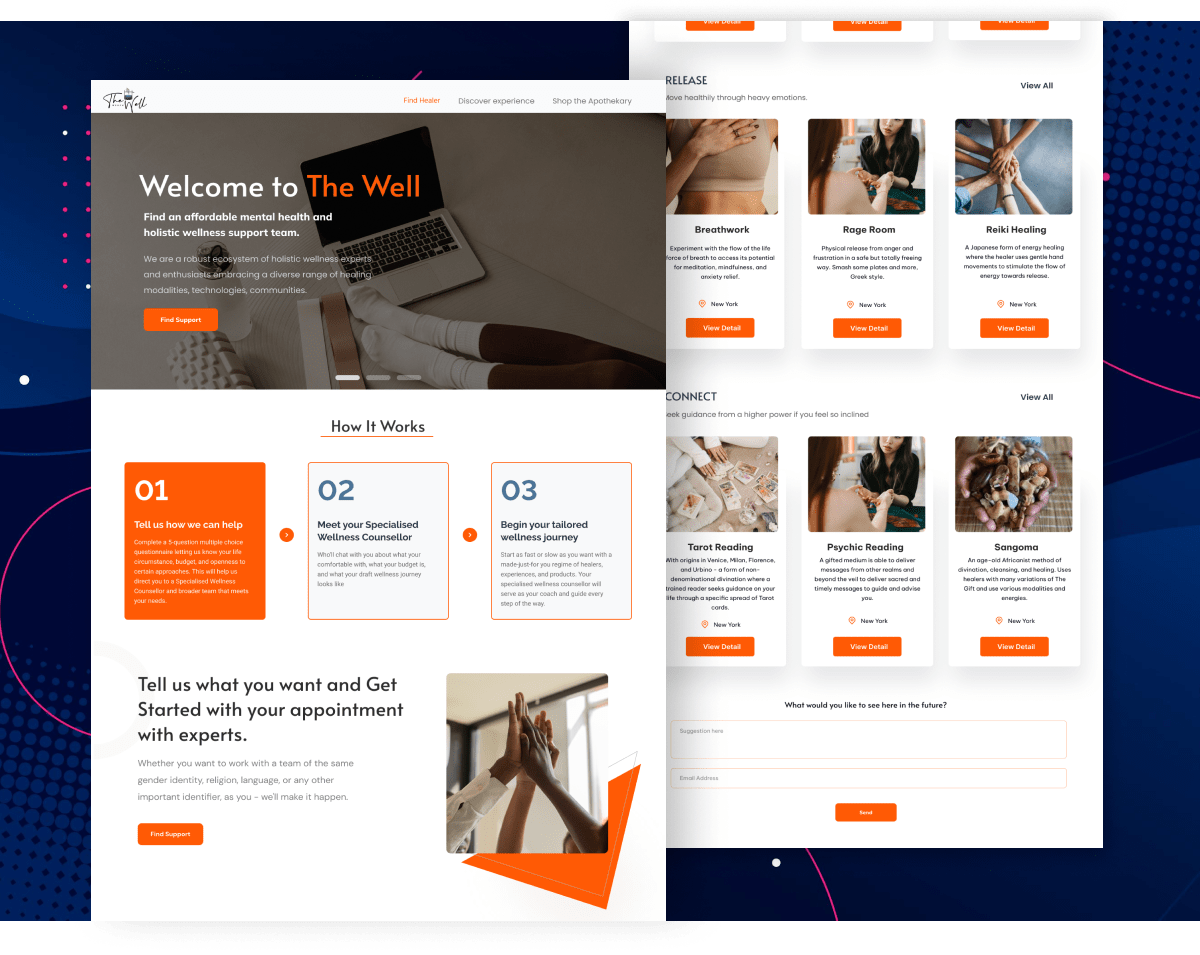 The Well
Find Healer
Discover experience
Shop the Apothekary
Welcome to The Well
Find an affordable mental health and
holistic wellness support team.
We are a robust ecosystem of holistic wellness experts,
and enthusiasts embracing a diverse range of healing
modalities, technologies, communities.
Find Support
How It Works
01
Tell us how we can help
Complete a 5-question multiple choice
questionnaire letting us know your life
circumstance, budget, and openness to
certain approaches. This will help us
direct you to a Specialised Wellness
Counsellor and broader team that meets
your needs.
02
Meet your Specialised
Wellness Counsellor
Who'll chat with you about what your
comfortable with, what your budget is,
and what your draft wellness journey
looks like
03
Begin your tailored
wellness journey
Start as fast or slow as you want with a
made-just-for you regime of healers,
experiences, and products. Your
specialised wellness counsellor will
serve as your coach and guide every
step of the way.
Tell us what you want and Get
Started with your appointment
with experts.
Whether you want to work with a team of the same
gender identity, religion, language, or any other
important identifier, as you - we'll make it happen.
Find Support
View Detail
View Detail
View Detail
RELEASE
View All
Move healthily through heavy emotions.
Breathwork
Experiment with the flow of the life
force of breath to access its potential
for meditation, mindfulness, and
anxiety relief.
New York
View Detail
Rage Room
Physical release from anger and
frustration in a safe but totally freeing
way. Smash some plates and more,
Greek style.
New York
View Detail
Reiki Healing
A Japanese form of energy healing
where the healer uses gentle hand
movements to stimulate the flow of
energy towards release.
New York
View Detail
CONNECT
View All
eek guidance from a higher power if you feel so inclined
Tarot Reading
With origins in Venice, Milan, Florence,
and Urbino - a form of non-
denominational divination where a
trained reader seeks guidance on your
life through a specific spread of Tarot
cards.
New York
View Detail
Psychic Reading
A gifted medium is able to deliver
messages from other realms and
beyond the veil to deliver sacred and
timely messages to guide and advise
you.
New York
View Detail
Sangoma
An age-old Africanist method of
divination, cleansing, and healing. Uses
healers with many variations of The
Gift and use various modalities and
energies.
New York
View Detail
What would you like to see here in the future?
Suggestion here
Email Address
Send